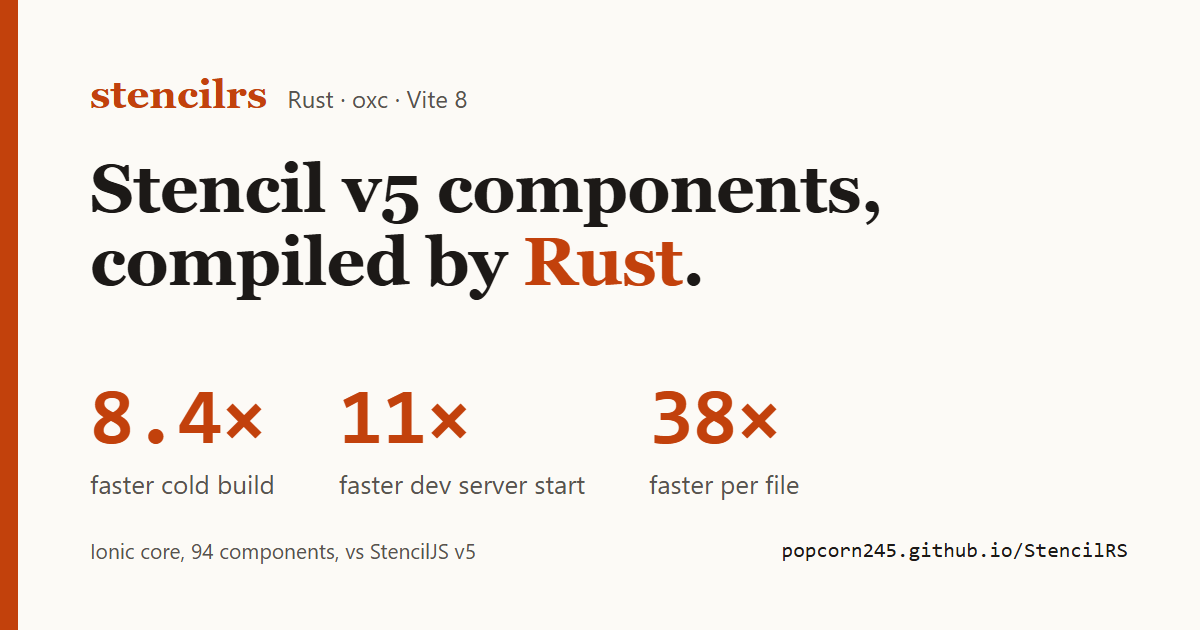 stencilrs Rust · oxc · Vite 8
Stencil v5 components,
compiled by Rust.
8.4× 11× 38×
faster cold build faster dev server start faster per file
Ionic core, 94 components, vs StencilJS v5 popcorn245.github.io/StencilRS